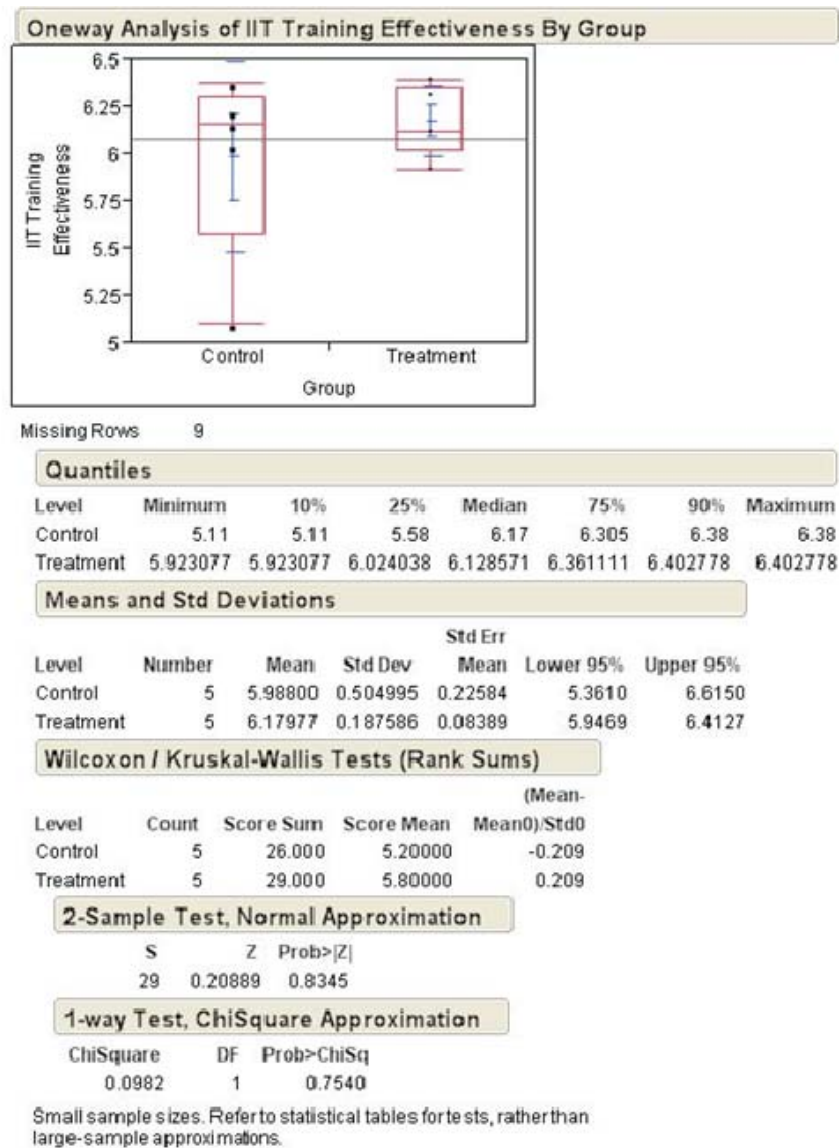 Oneway Analysis of IIT Training Effectiveness By Group
6.5
6.25
6
5.75
5.5
5.25
5
IIT Training
Effectiveness
Control Treatment
Group
Missing Rows 9
Quantiles
Level Minimum 10% 25% Median 75% 90% Maximum
Control 5.11 5.11 5.58 6.17 6.305 6.38 6.38
Treatment 5.923077 5.923077 6.024038 6.128571 6.361111 6.402778 6.402778
Means and Std Deviations
Std Err
Level Number Mean Std Dev Mean Lower 95% Upper 95%
Control 5 5.98800 0.504995 0.22584 5.3610 6.6150
Treatment 5 6.17977 0.187586 0.08389 5.9469 6.4127
Wilcoxon / Kruskal-Wallis Tests (Rank Sums)
(Mean-
Level Count Score Sum Score Mean Mean0)/Std0
Control 5 26.000 5.20000 -0.209
Treatment 5 29.000 5.80000 0.209
2-Sample Test, Normal Approximation
S Z Prob>|Z|
29 0.20889 0.8345
1-way Test, ChiSquare Approximation
ChiSquare DF Prob>ChiSq
0.0982 1 0.7540
Small sample sizes. Refer to statistical tables for tests, rather than
large-sample approximations.